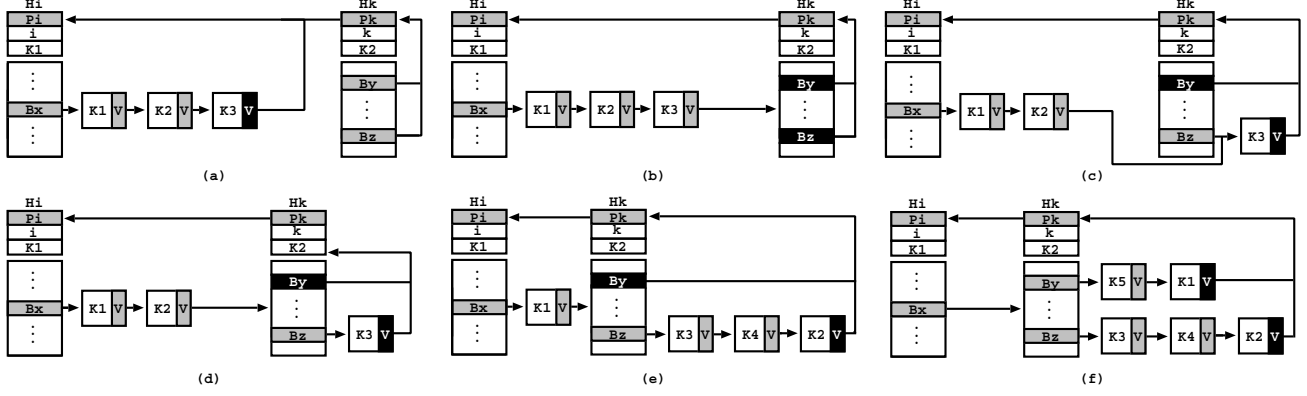 Hi
Pi
i
K1
⋮
Bx
⋮
K1 V
K2 V
K3 V
Hk
Pk
k
K2
By
⋮
Bz
(a)
Hi
Pi
i
K1
⋮
Bx
⋮
K1 V
K2 V
K3 V
Hk
Pk
k
K2
By
⋮
Bz
(b)
Hi
Pi
i
K1
⋮
Bx
⋮
K1 V
K2 V
Hk
Pk
k
K2
By
⋮
Bz
K3 V
(c)
Hi
Pi
i
K1
⋮
Bx
⋮
K1 V
K2 V
Hk
Pk
k
K2
By
⋮
Bz
K3 V
(d)
Hi
Pi
i
K1
⋮
Bx
⋮
K1 V
Hk
Pk
k
K2
By
⋮
Bz
K3 V
K4 V
K2 V
(e)
Hi
Pi
i
K1
⋮
Bx
⋮
Hk
Pk
k
K2
By
⋮
Bz
K5 V
K1 V
K3 V
K4 V
K2 V
(f)